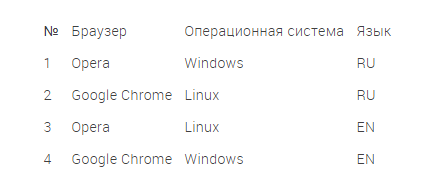 № Браузер Операционная система Язык
1 Opera Windows RU
2 Google Chrome Linux RU
3 Opera Linux EN
4 Google Chrome Windows EN